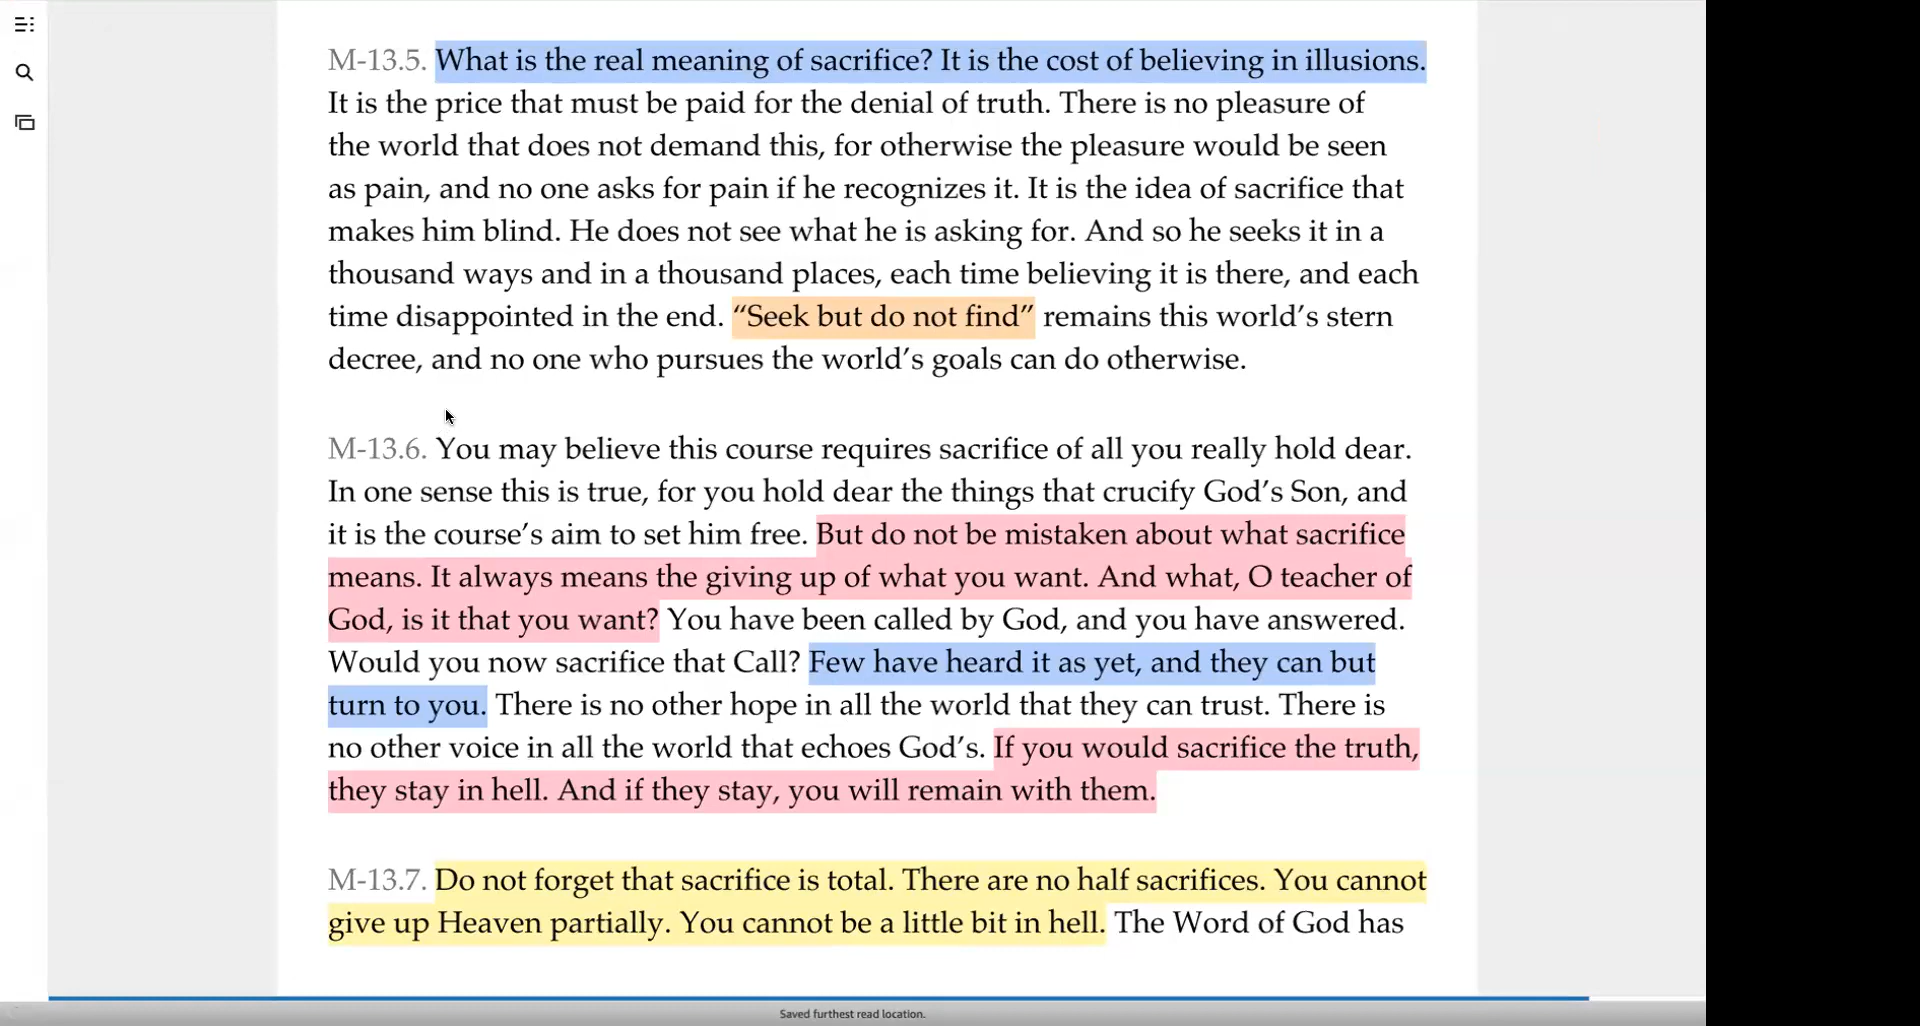 M-13.5. What is the real meaning of sacrifice? It is the cost of believing in illusions.
It is the price that must be paid for the denial of truth. There is no pleasure of
the world that does not demand this, for otherwise the pleasure would be seen
as pain, and no one asks for pain if he recognizes it. It is the idea of sacrifice that
makes him blind. He does not see what he is asking for. And so he seeks it in a
thousand ways and in a thousand places, each time believing it is there, and each
time disappointed in the end. “Seek but do not find” remains this world’s stern
decree, and no one who pursues the world’s goals can do otherwise.
M-13.6. You may believe this course requires sacrifice of all you really hold dear.
In one sense this is true, for you hold dear the things that crucify God’s Son, and
it is the course’s aim to set him free. But do not be mistaken about what sacrifice
means. It always means the giving up of what you want. And what, O teacher of
God, is it that you want? You have been called by God, and you have answered.
Would you now sacrifice that Call? Few have heard it as yet, and they can but
turn to you. There is no other hope in all the world that they can trust. There is
no other voice in all the world that echoes God’s. If you would sacrifice the truth,
they stay in hell. And if they stay, you will remain with them.
M-13.7. Do not forget that sacrifice is total. There are no half sacrifices. You cannot
give up Heaven partially. You cannot be a little bit in hell. The Word of God has
Saved furthest read location.